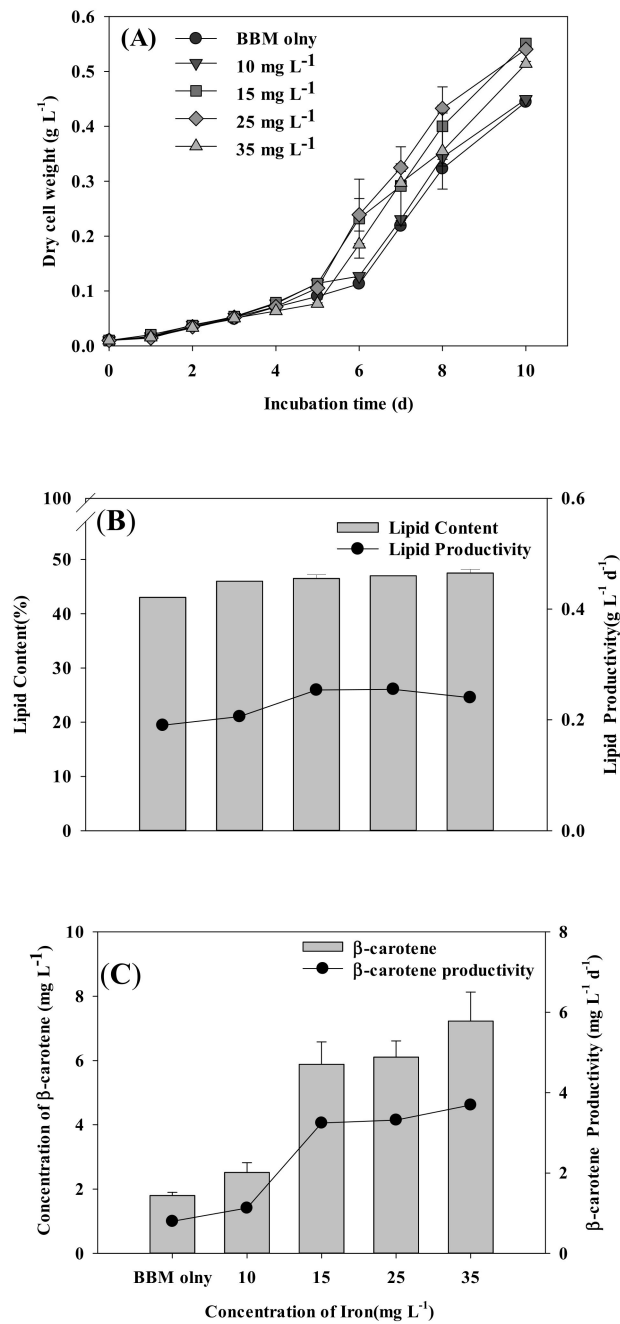 (A)
BBM olny
10 mg L-1
15 mg L-1
25 mg L-1
35 mg L-1
Dry cell weight (g L-1)
0.6
0.5
0.4
0.3
0.2
0.1
0.0
0 2 4 6 8 10
Incubation time (d)
(B)
Lipid Content
Lipid Productivity
Lipid Content(%)
100
50
40
30
20
10
0
0.6
0.4
0.2
0.0
Lipid Productivity(g L-1 d-1)
(C)
β-carotene
β-carotene productivity
Concentration of β-carotene (mg L-1)
10
8
6
4
2
0
8
6
4
2
0
β-carotene Productivity (mg L-1 d-1)
BBM olny 10 15 25 35
Concentration of Iron(mg L-1)